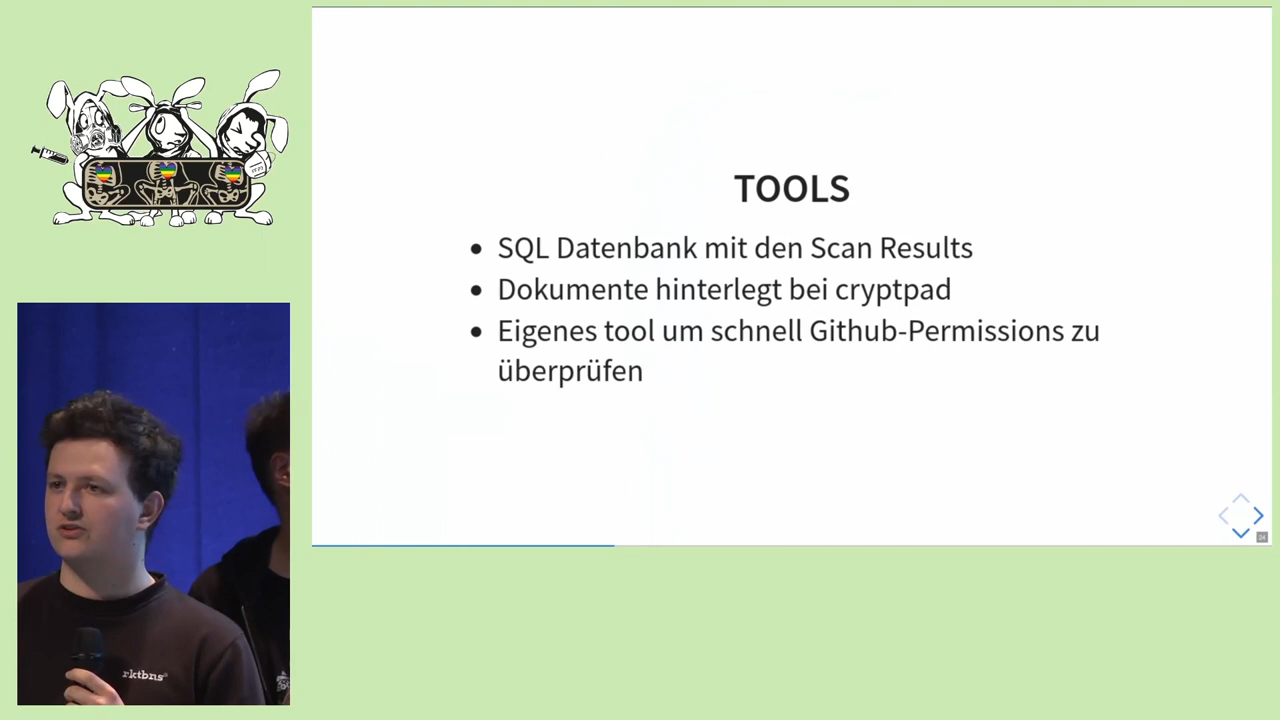 TOOLS
SQL Datenbank mit den Scan Results
Dokumente hinterlegt bei cryptpad
Eigenes tool um schnell Github-Permissions zu
überprüfen
24
rktbns